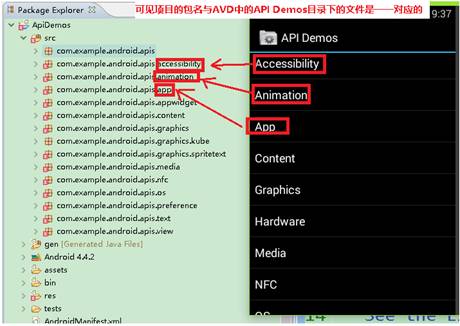 Package Explorer
可见项目的包名与AVD中的API Demos目录下的文件是一一对应的
9:37
ApiDemos
src
com.example.android.apis
com.example.android.apis.accessibility
com.example.android.apis.animation
com.example.android.apis.app
com.example.android.apis.appwidget
com.example.android.apis.content
com.example.android.apis.graphics
com.example.android.apis.graphics.kube
com.example.android.apis.graphics.spritetext
com.example.android.apis.media
com.example.android.apis.nfc
com.example.android.apis.os
com.example.android.apis.preference
com.example.android.apis.text
com.example.android.apis.view
gen [Generated Java Files]
Android 4.4.2
assets
bin
res
tests
AndroidManifest.xml
API Demos
Accessibility
Animation
App
Content
Graphics
Hardware
Media
NFC
OS
14 See the L